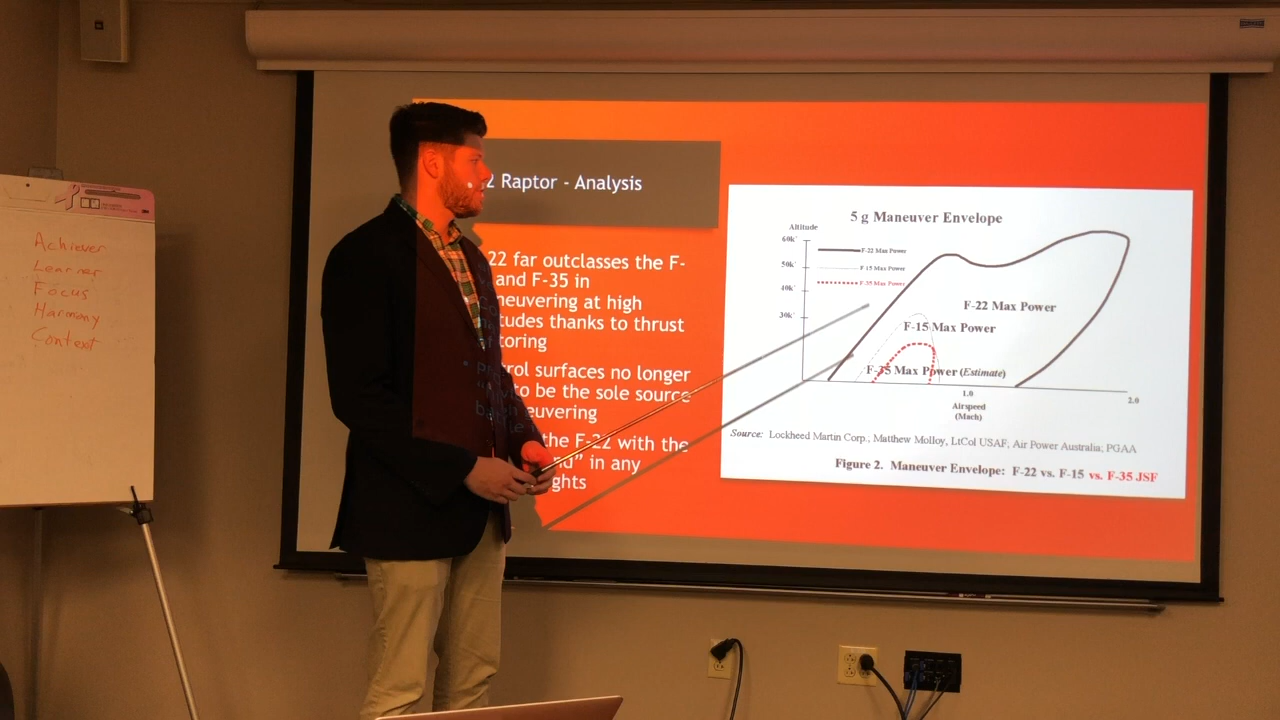 Achiever
Learner
Focus
Harmony
Context
2 Raptor - Analysis
22 far outclasses the F-
and F-35 in
neuvering at high
tudes thanks to thrust
toring
rol surfaces no longer
to be the sole source
euvering
the F-22 with the
nd" in any
ghts
5 g Maneuver Envelope
Altitude
60k'
50k'
40k'
30k'
F-22 Max Power
F-15 Max Power
F-35 Max Power
F-22 Max Power
F-15 Max Power
F-35 Max Power (Estimate)
1.0
2.0
Airspeed
(Mach)
Source: Lockheed Martin Corp., Matthew Molloy, LtCol USAF, Air Power Australia; PGAA
Figure 2. Maneuver Envelope: F-22 vs. F-15 vs. F-35 JSF